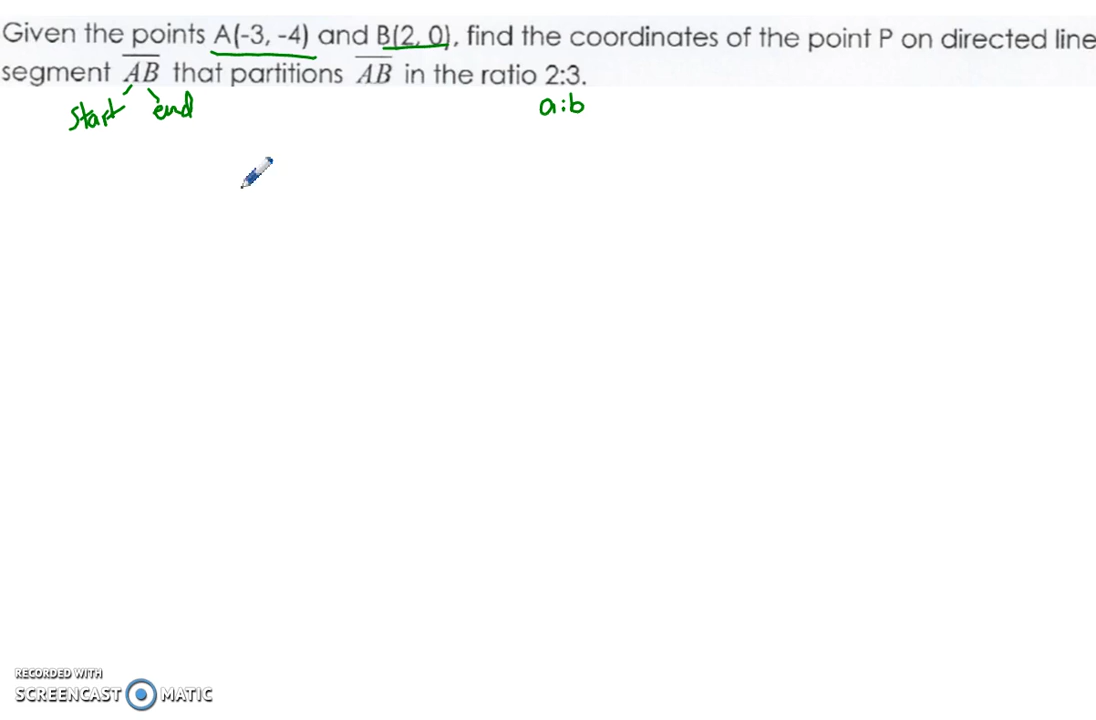 Given the points A(-3, -4) and B(2, 0), find the coordinates of the point P on directed line
segment AB that partitions AB in the ratio 2:3.
start end a:b
RECORDED WITH
SCREENCAST MATIC